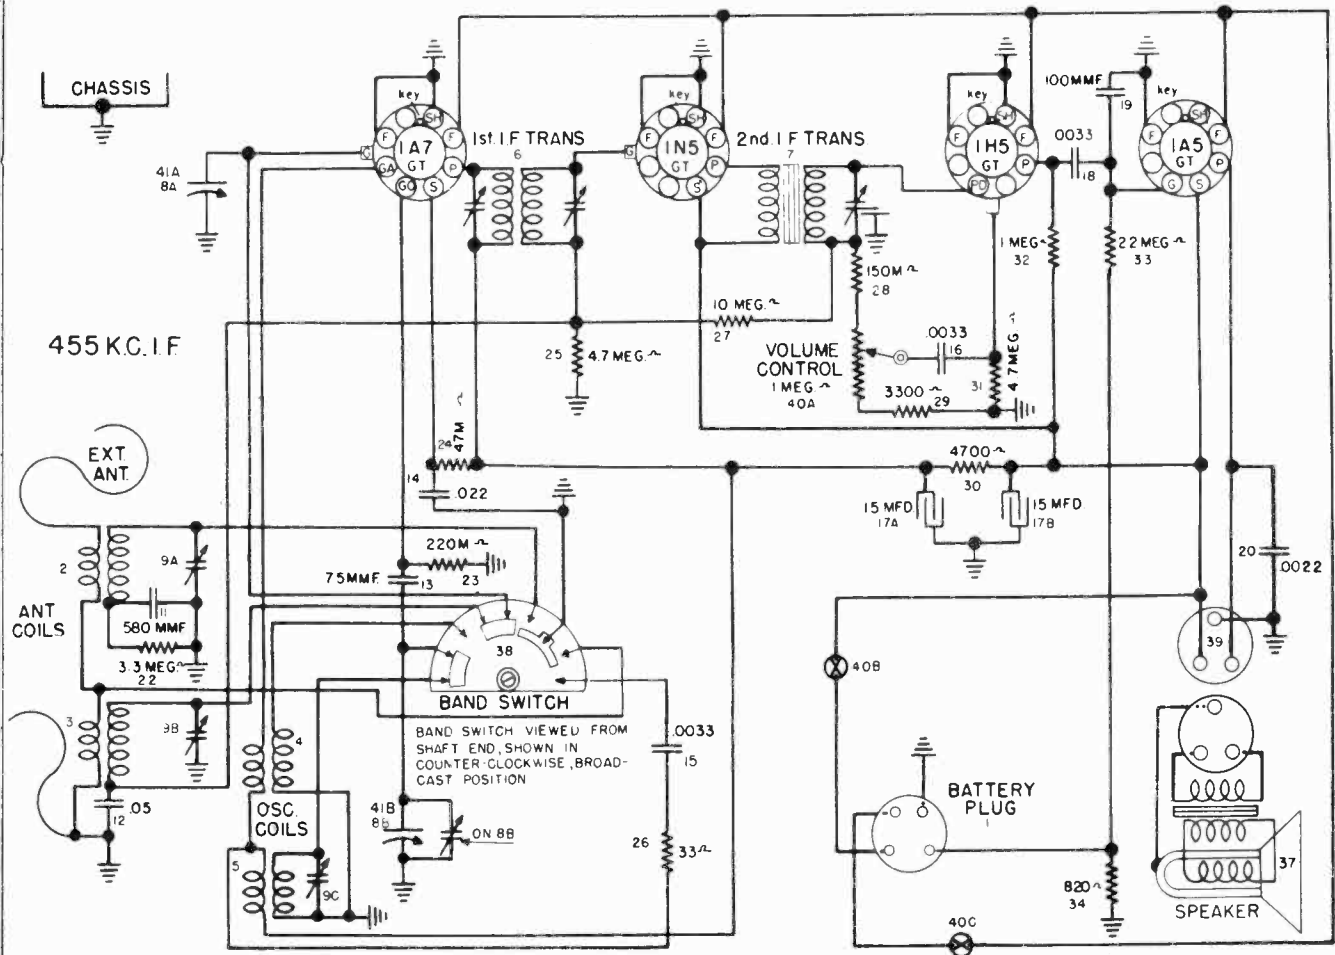 CHASSIS
41A
8A
key
SH
F
F
G
1A7
GT
GA
P
GO
S
1st. I.F TRANS
6
key
SH
F
F
G
1N5
GT
P
S
2nd. I.F TRANS
7
key
SH
F
F
1H5
GT
P
PD
100MMF
19
.0033
18
key
F
F
1A5
GT
P
G
S
1 MEG
32
2.2 MEG
33
150M
28
10 MEG.
27
455 K.C. I.F
25
4.7 MEG.
VOLUME
CONTROL
1 MEG
40A
.0033
16
31
4.7 MEG
3300
29
24
47M
14
.022
4700
30
15 MFD
17A
15 MFD
17B
20
.0022
EXT.
ANT.
2
9A
ANT
COILS
11
580 MMF
3.3 MEG.
22
220M
23
75MMF
13
38
BAND SWITCH
BAND SWITCH VIEWED FROM
SHAFT END, SHOWN IN
COUNTER-CLOCKWISE, BROAD-
CAST POSITION
39
40B
3
9B
4
.0033
15
.05
12
OSC.
COILS
41B
8B
ON 8B
26
33
5
9C
BATTERY
PLUG
1
820
34
37
SPEAKER
40C